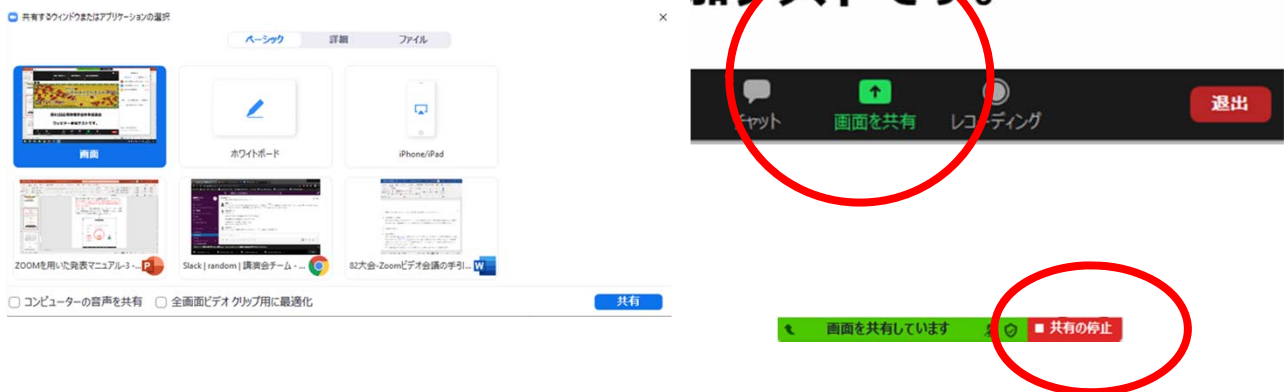 共有するウィンドウまたはアプリケーションの選択
ベーシック 詳細 ファイル
画面
ホワイトボード
iPhone/iPad
ZOOMを用いた発表マニュアル-3 -...
Slack | random | 講演会チーム - ...
82大会-Zoomビデオ会議の手引...
コンピューターの音声を共有
全画面ビデオ クリップ用に最適化
共有
チャット
画面を共有
レコーディング
退出
画面を共有しています
共有の停止